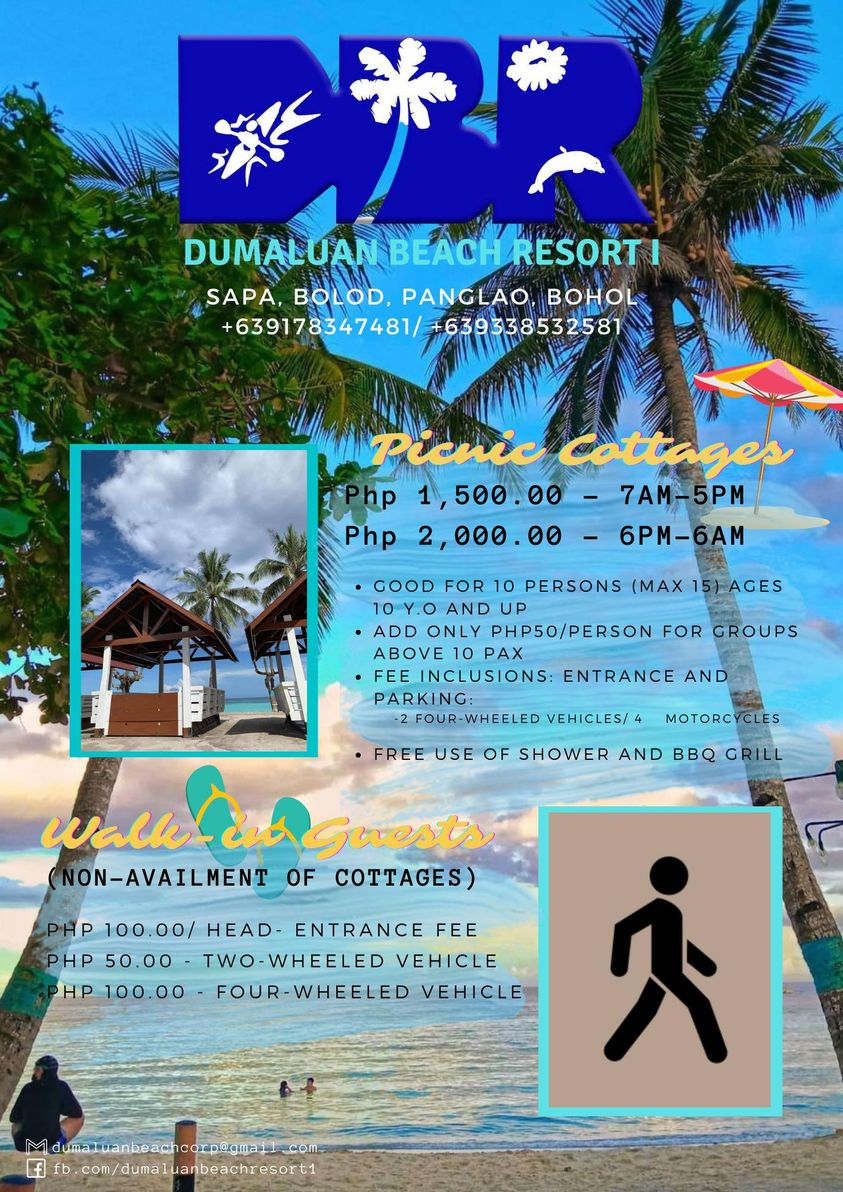 DBR
DUMALUAN BEACH RESORT I
SAPA, BOLOD, PANGLAO, BOHOL
+639178347481/ +639338532581
Picnic Cottages
Php 1,500.00 - 7AM-5PM
Php 2,000.00 - 6PM-6AM
• GOOD FOR 10 PERSONS (MAX 15) AGES
10 Y.O AND UP
• ADD ONLY PHP50/PERSON FOR GROUPS
ABOVE 10 PAX
• FEE INCLUSIONS: ENTRANCE AND
PARKING:
-2 FOUR-WHEELED VEHICLES/ 4 MOTORCYCLES
• FREE USE OF SHOWER AND BBQ GRILL
Walk-in Guests
(NON-AVAILMENT OF COTTAGES)
PHP 100.00/ HEAD- ENTRANCE FEE
PHP 50.00 - TWO-WHEELED VEHICLE
PHP 100.00 - FOUR-WHEELED VEHICLE
dumaluanbeachcorp@gmail.com
fb.com/dumaluanbeachresort1